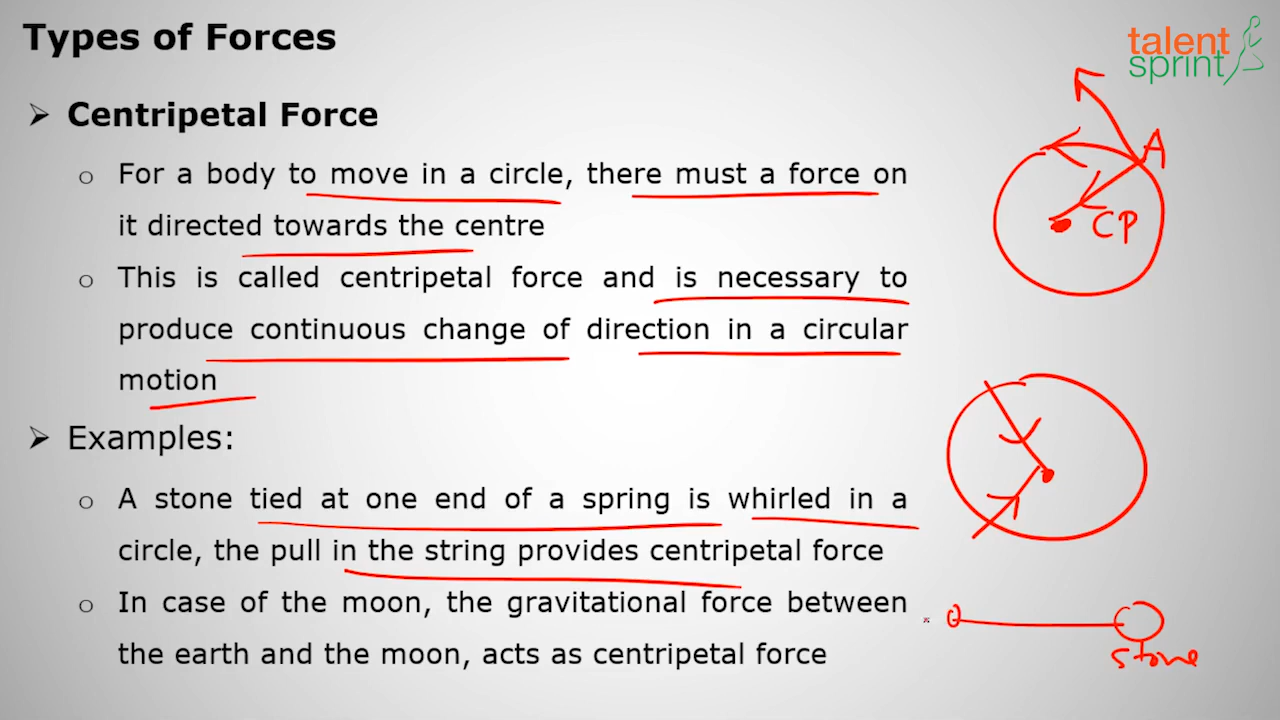 Types of Forces
talent
sprint
➢ Centripetal Force
o For a body to move in a circle, there must a force on
it directed towards the centre
o This is called centripetal force and is necessary to
produce continuous change of direction in a circular
motion
➢ Examples:
o A stone tied at one end of a spring is whirled in a
circle, the pull in the string provides centripetal force
o In case of the moon, the gravitational force between
the earth and the moon, acts as centripetal force
A
CP
stone